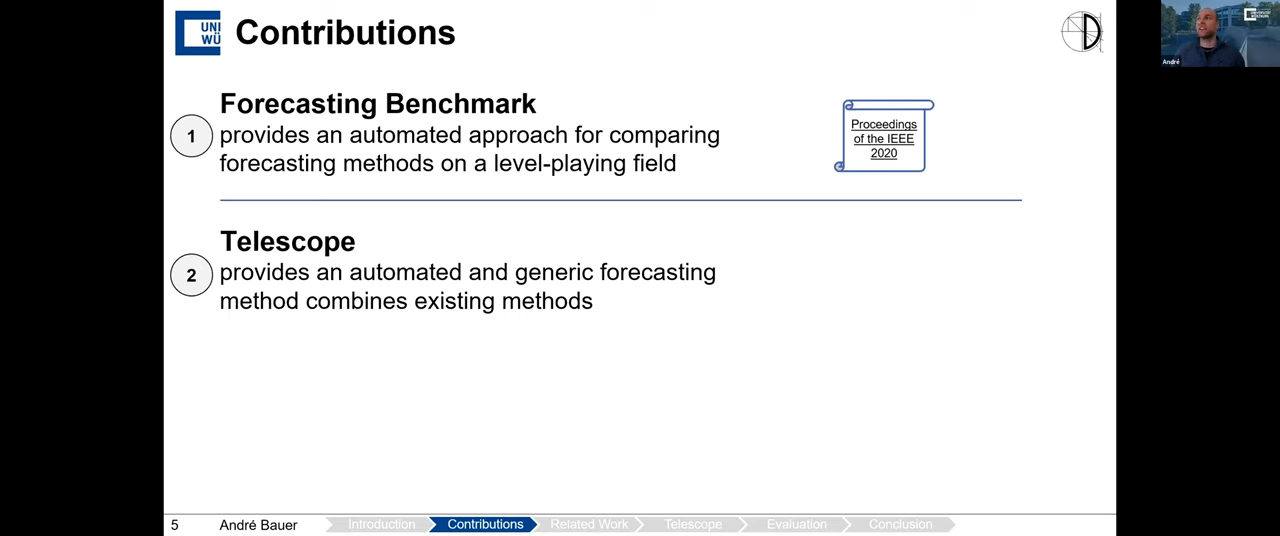 UNI
WÜ
Contributions
André
Forecasting Benchmark
1
provides an automated approach for comparing
forecasting methods on a level-playing field
Proceedings
of the IEEE
2020
Telescope
2
provides an automated and generic forecasting
method combines existing methods
5
André Bauer
Introduction
Contributions
Related Work
Telescope
Evaluation
Conclusion